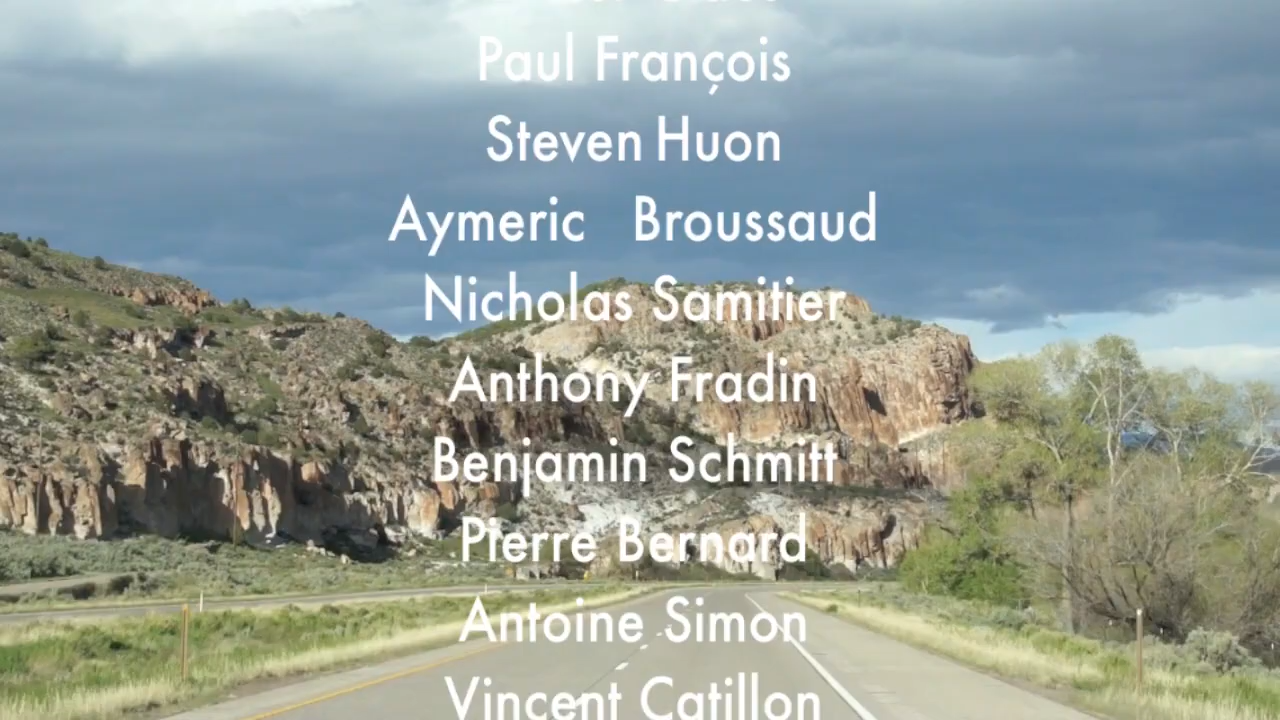 Paul François
Steven Huon
Aymeric Broussaud
Nicholas Samitier
Anthony Fradin
Benjamin Schmitt
Pierre Bernard
Antoine Simon
Vincent Catillon